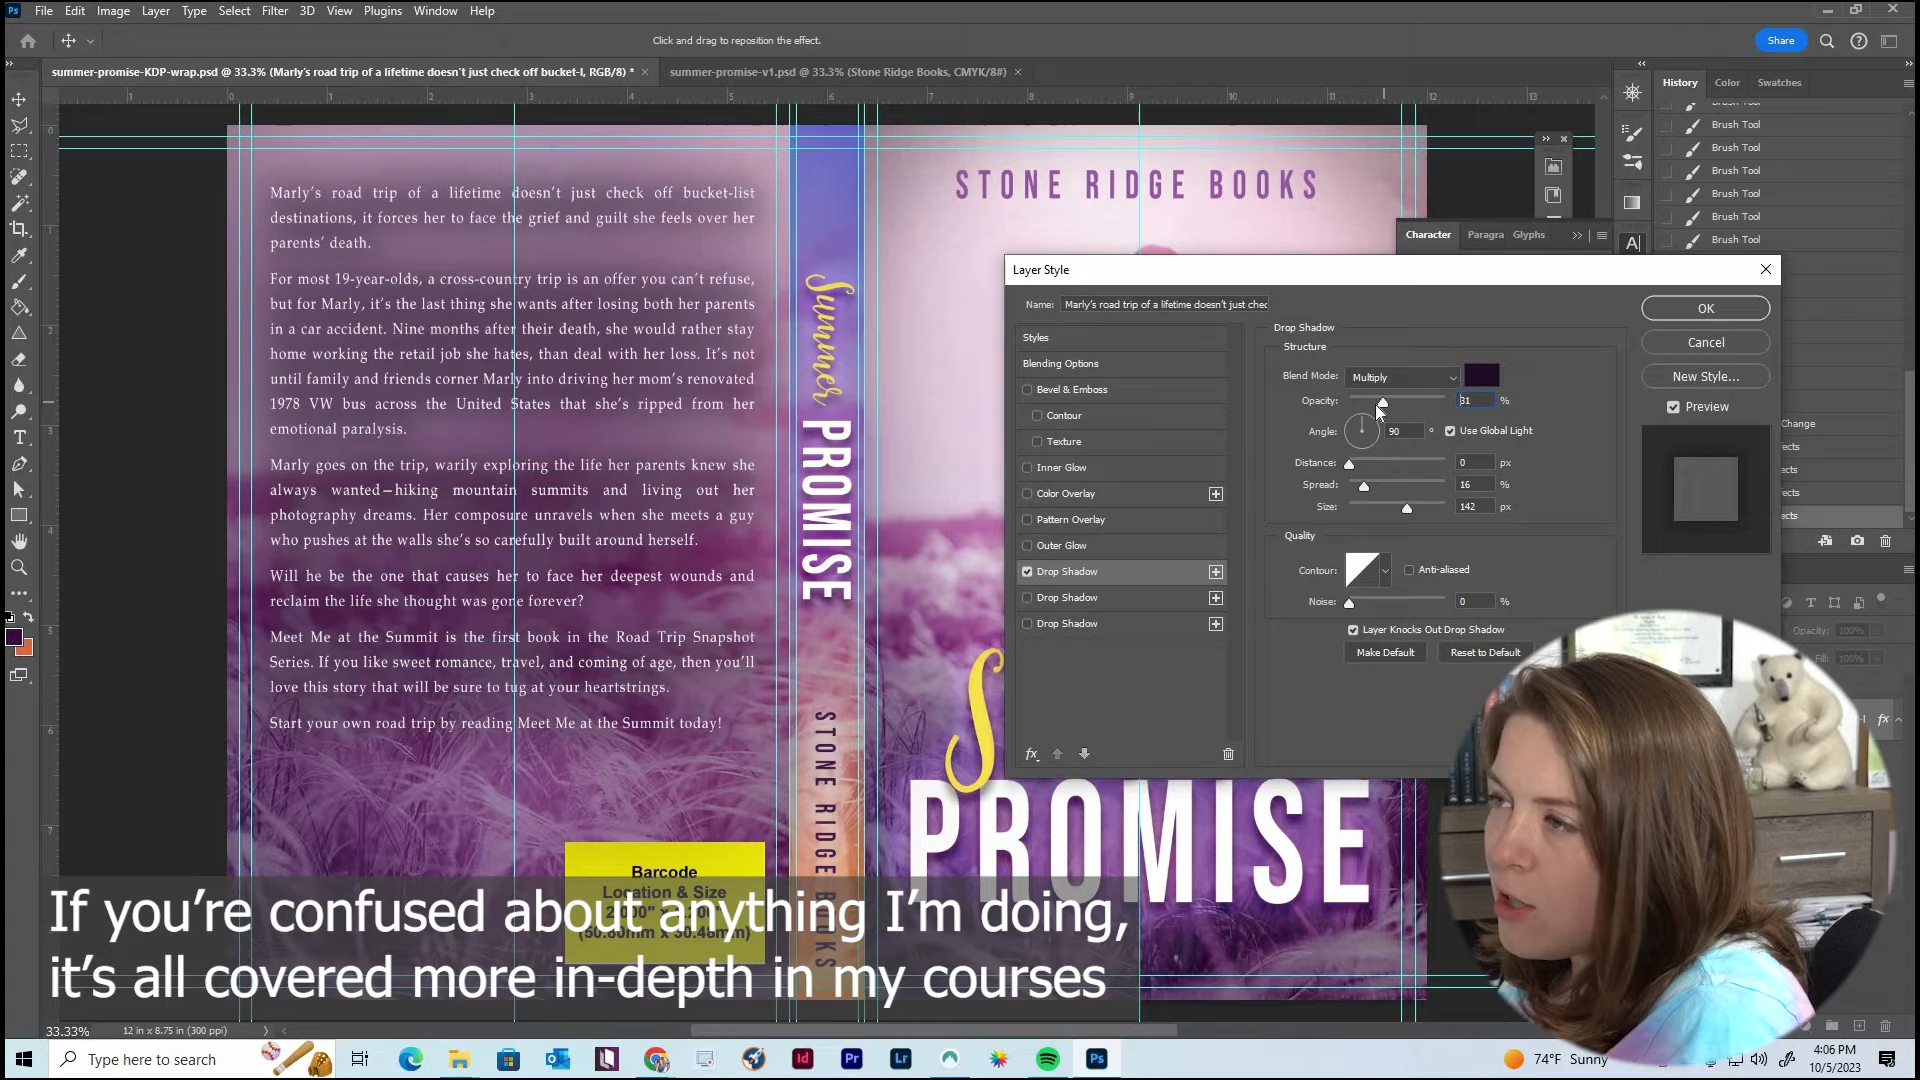 File Edit Image Layer Type Select Filter 3D View Plugins Window Help
Click and drag to reposition the effect.
Share
summer-promise-KDP-wrap.psd @ 33.3% (Marly's road trip of a lifetime doesn't just check off bucket-l, RGB/8) *
summer-promise-v1.psd @ 33.3% (Stone Ridge Books, CMYK/8#)
History Color Swatches
Brush Tool
Brush Tool
Brush Tool
Brush Tool
Brush Tool
Brush Tool
Marly's road trip of a lifetime doesn't just check off bucket-list
destinations, it forces her to face the grief and guilt she feels over her
parents' death.
For most 19-year-olds, a cross-country trip is an offer you can't refuse,
but for Marly, it's the last thing she wants after losing both her parents
in a car accident. Nine months after their death, she would rather stay
home working the retail job she hates, than deal with her loss. It's not
until family and friends corner Marly into driving her mom's renovated
1978 VW bus across the United States that she's ripped from her
emotional paralysis.
Marly goes on the trip, warily exploring the life her parents knew she
always wanted—hiking mountain summits and living out her
photography dreams. Her composure unravels when she meets a guy
who pushes at the walls she's so carefully built around herself.
Will he be the one that causes her to face her deepest wounds and
reclaim the life she thought was gone forever?
Meet Me at the Summit is the first book in the Road Trip Snapshot
Series. If you like sweet romance, travel, and coming of age, then you'll
love this story that will be sure to tug at your heartstrings.
Start your own road trip by reading Meet Me at the Summit today!
Barcode
Location & Size
Summer
PROMISE
STONE RIDGE BOOKS
STONE RIDGE BOOKS
S
PROMISE
Character Paragra Glyphs
Layer Style
Name: Marly's road trip of a lifetime doesn't just chec
Styles
Blending Options
Bevel & Emboss
Contour
Texture
Inner Glow
Color Overlay
Pattern Overlay
Outer Glow
Drop Shadow
Drop Shadow
Drop Shadow
fx
Drop Shadow
Structure
Blend Mode: Multiply
Opacity: 31 %
Angle: 90 ° Use Global Light
Distance: 0 px
Spread: 16 %
Size: 142 px
Quality
Contour: Anti-aliased
Noise: 0 %
Layer Knocks Out Drop Shadow
Make Default Reset to Default
OK
Cancel
New Style...
Preview
Opacity: 100%
Fill: 100%
fx
If you're confused about anything I'm doing,
it's all covered more in-depth in my courses
33.33% 12 in x 8.75 in (300 ppi)
Type here to search
74°F Sunny
4:06 PM
10/5/2023